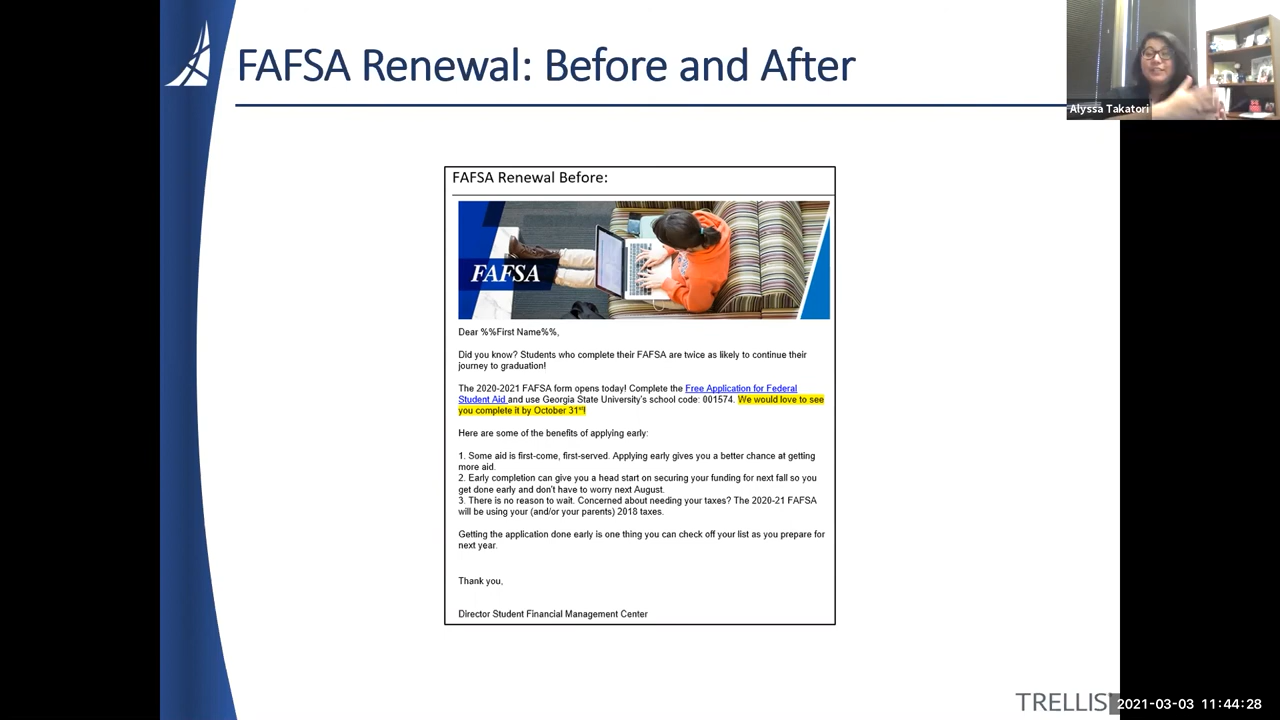 FAFSA Renewal: Before and After
Alyssa Takatori
FAFSA Renewal Before:
FAFSA
Dear %%First Name%%,
Did you know? Students who complete their FAFSA are twice as likely to continue their
journey to graduation!
The 2020-2021 FAFSA form opens today! Complete the Free Application for Federal
Student Aid and use Georgia State University's school code: 001574. We would love to see
you complete it by October 31st!
Here are some of the benefits of applying early:
1. Some aid is first-come, first-served. Applying early gives you a better chance at getting
more aid.
2. Early completion can give you a head start on securing your funding for next fall so you
get done early and don't have to worry next August.
3. There is no reason to wait. Concerned about needing your taxes? The 2020-21 FAFSA
will be using your (and/or your parents) 2018 taxes.
Getting the application done early is one thing you can check off your list as you prepare for
next year.
Thank you,
Director Student Financial Management Center
TRELLIS
2021-03-03 11:44:28